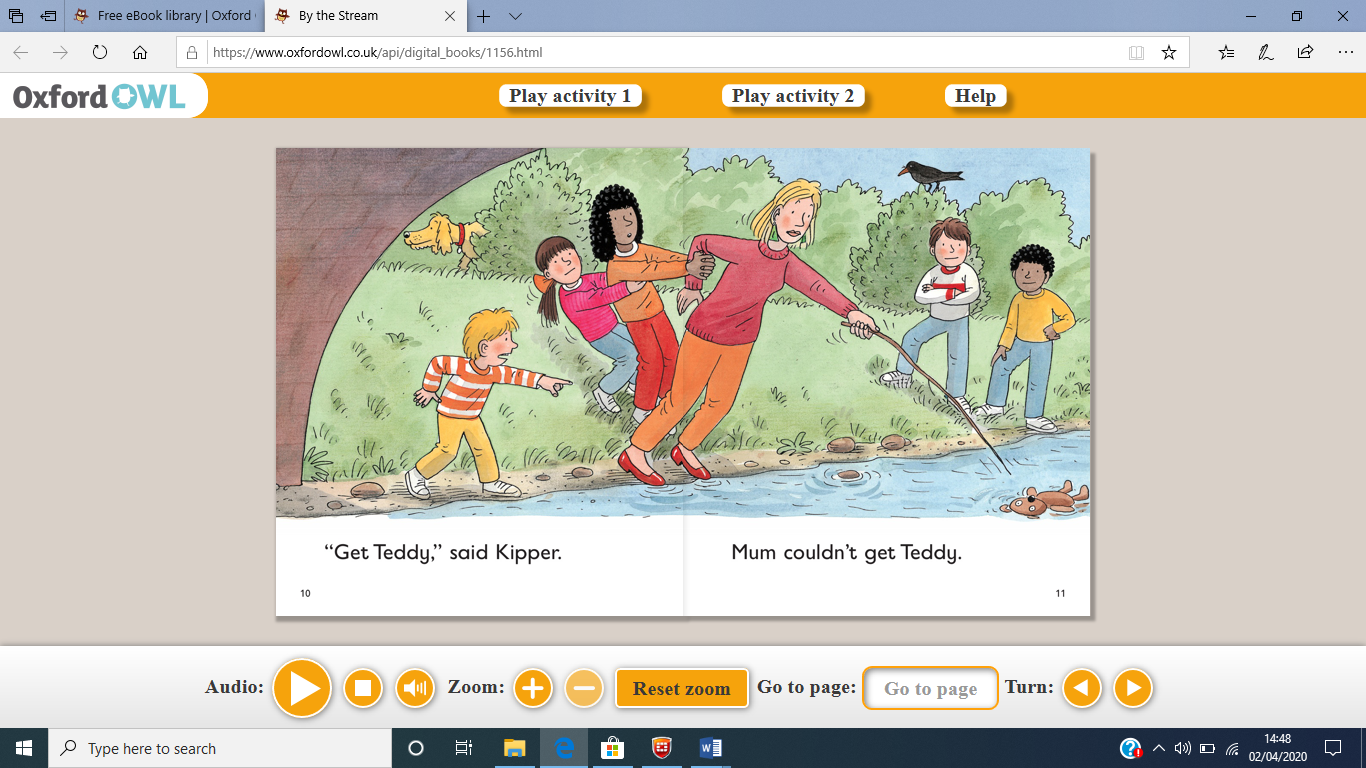 Free eBook library | Oxford
By the Stream
https://www.oxfordowl.co.uk/api/digital_books/1156.html
Oxford OWL
Play activity 1
Play activity 2
Help
“Get Teddy,” said Kipper.
Mum couldn’t get Teddy.
10
11
Audio:
Zoom:
Reset zoom
Go to page:
Go to page
Turn:
Type here to search
14:48
02/04/2020